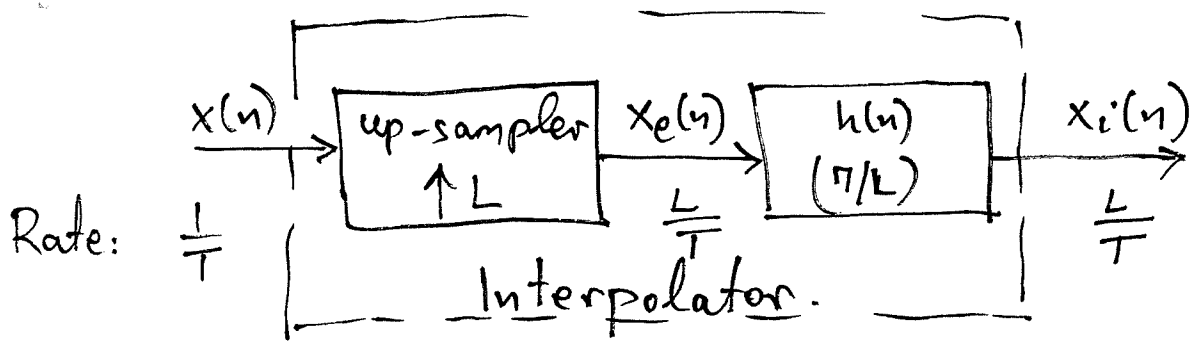 x(n)
up-sampler
↑ L
xe(n)
h(n)
(π/L)
xi(n)
Rate:
1/T
L/T
L/T
Interpolator.